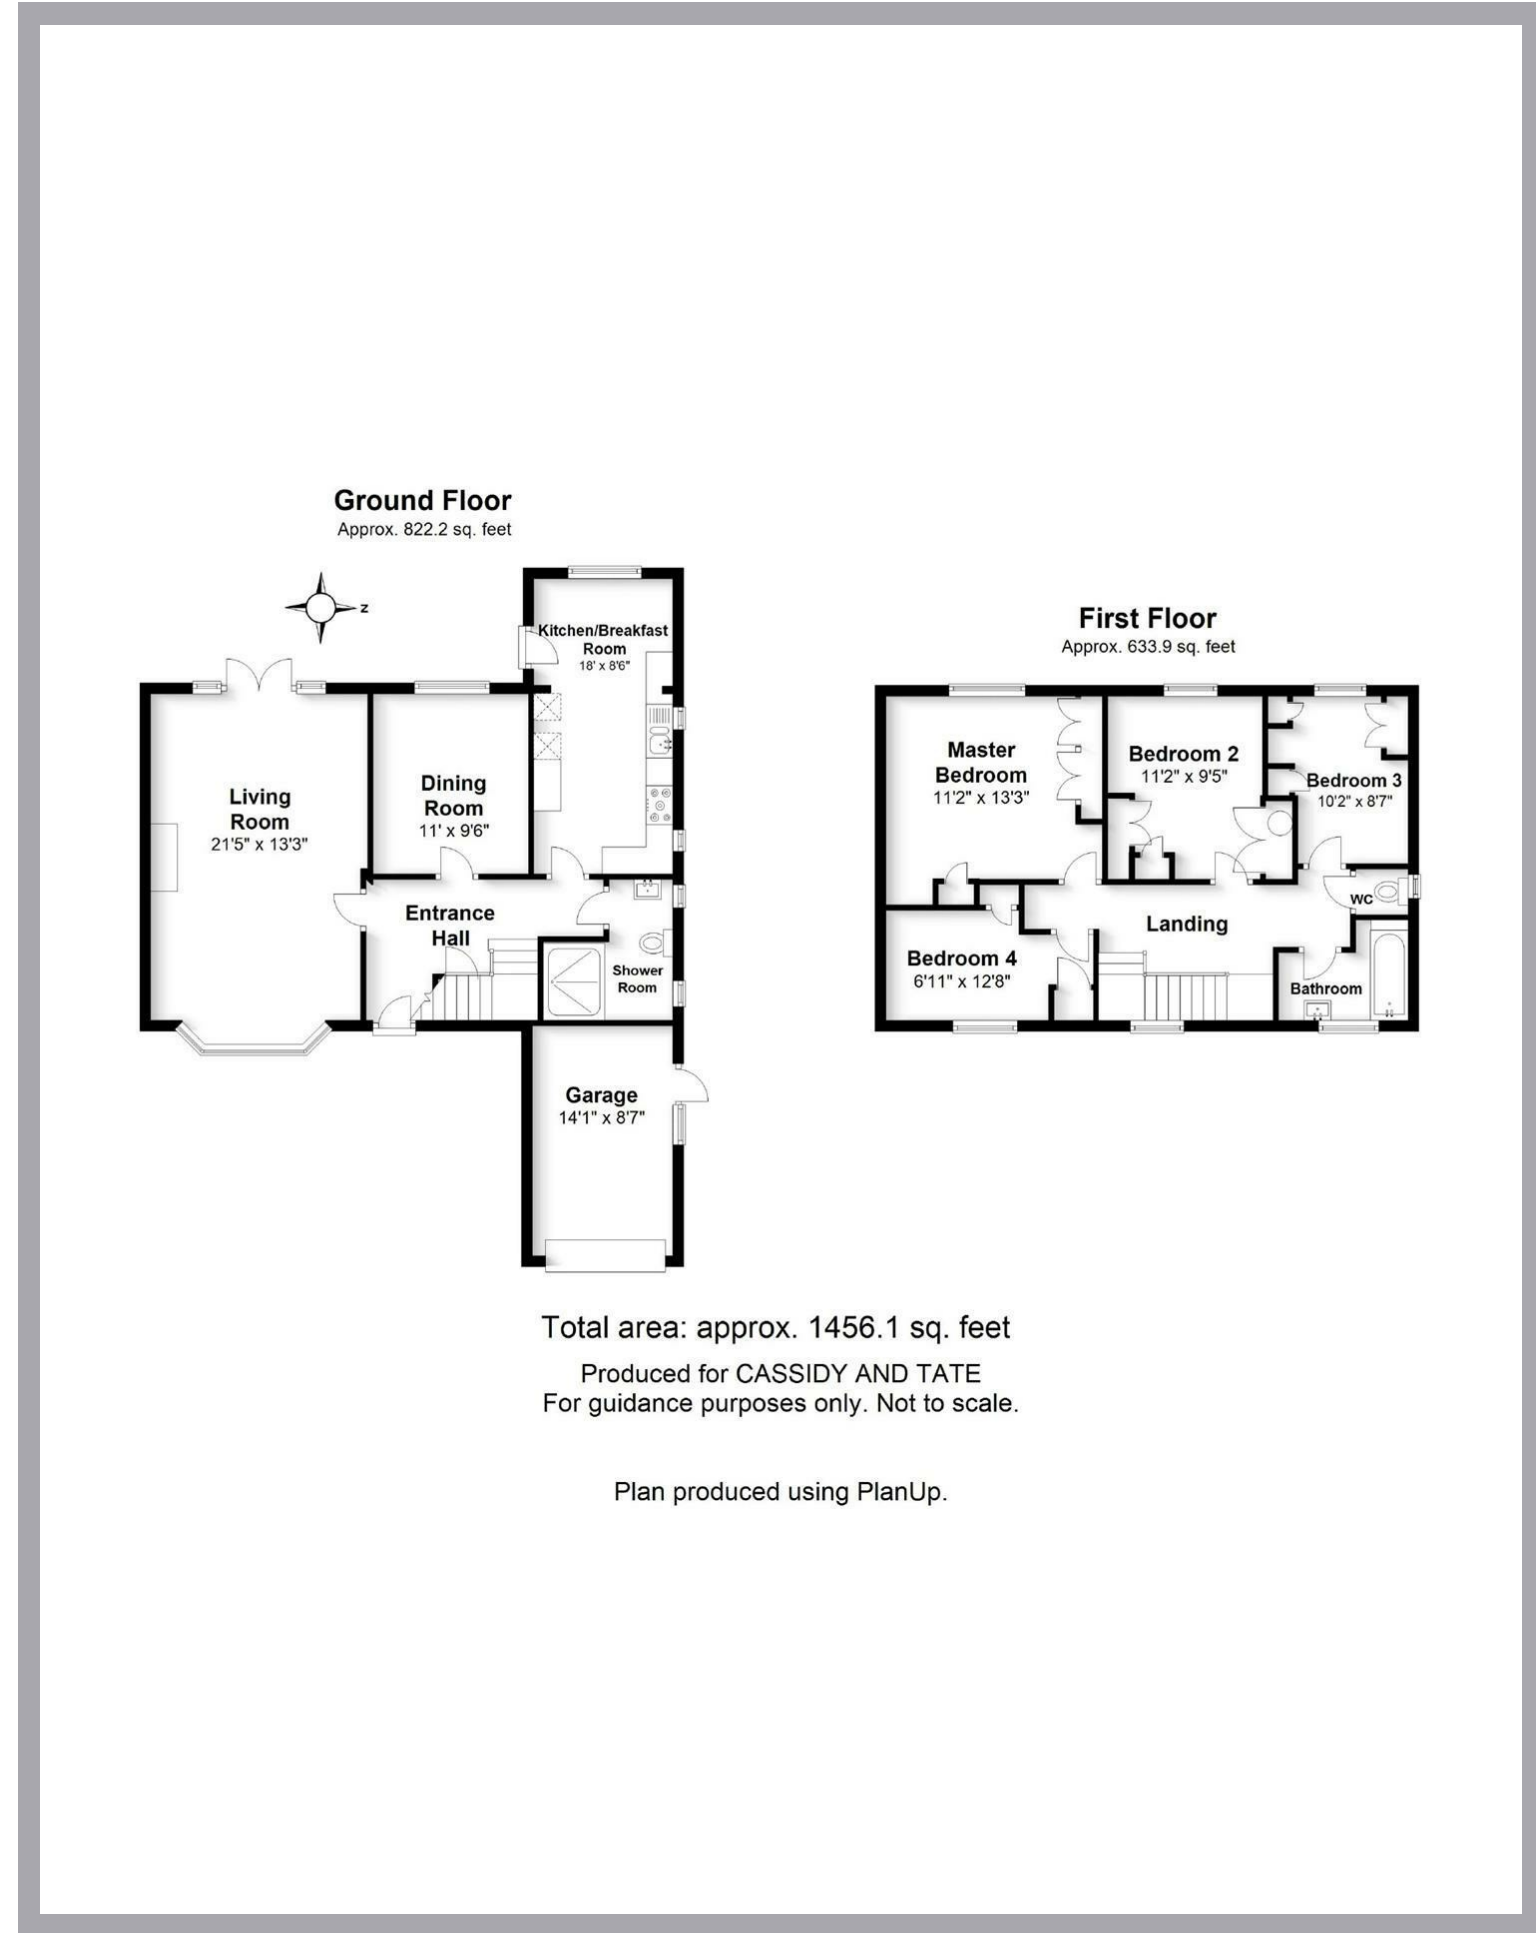 Ground Floor
Approx. 822.2 sq. feet
Z
Kitchen/Breakfast
Room
18' x 8'6"
Living
Room
21'5" x 13'3"
Dining
Room
11' x 9'6"
Entrance
Hall
Shower
Room
Garage
14'1" x 8'7"
First Floor
Approx. 633.9 sq. feet
Master
Bedroom
11'2" x 13'3"
Bedroom 2
11'2" x 9'5"
Bedroom 3
10'2" x 8'7"
WC
Landing
Bedroom 4
6'11" x 12'8"
Bathroom
Total area: approx. 1456.1 sq. feet
Produced for CASSIDY AND TATE
For guidance purposes only. Not to scale.
Plan produced using PlanUp.